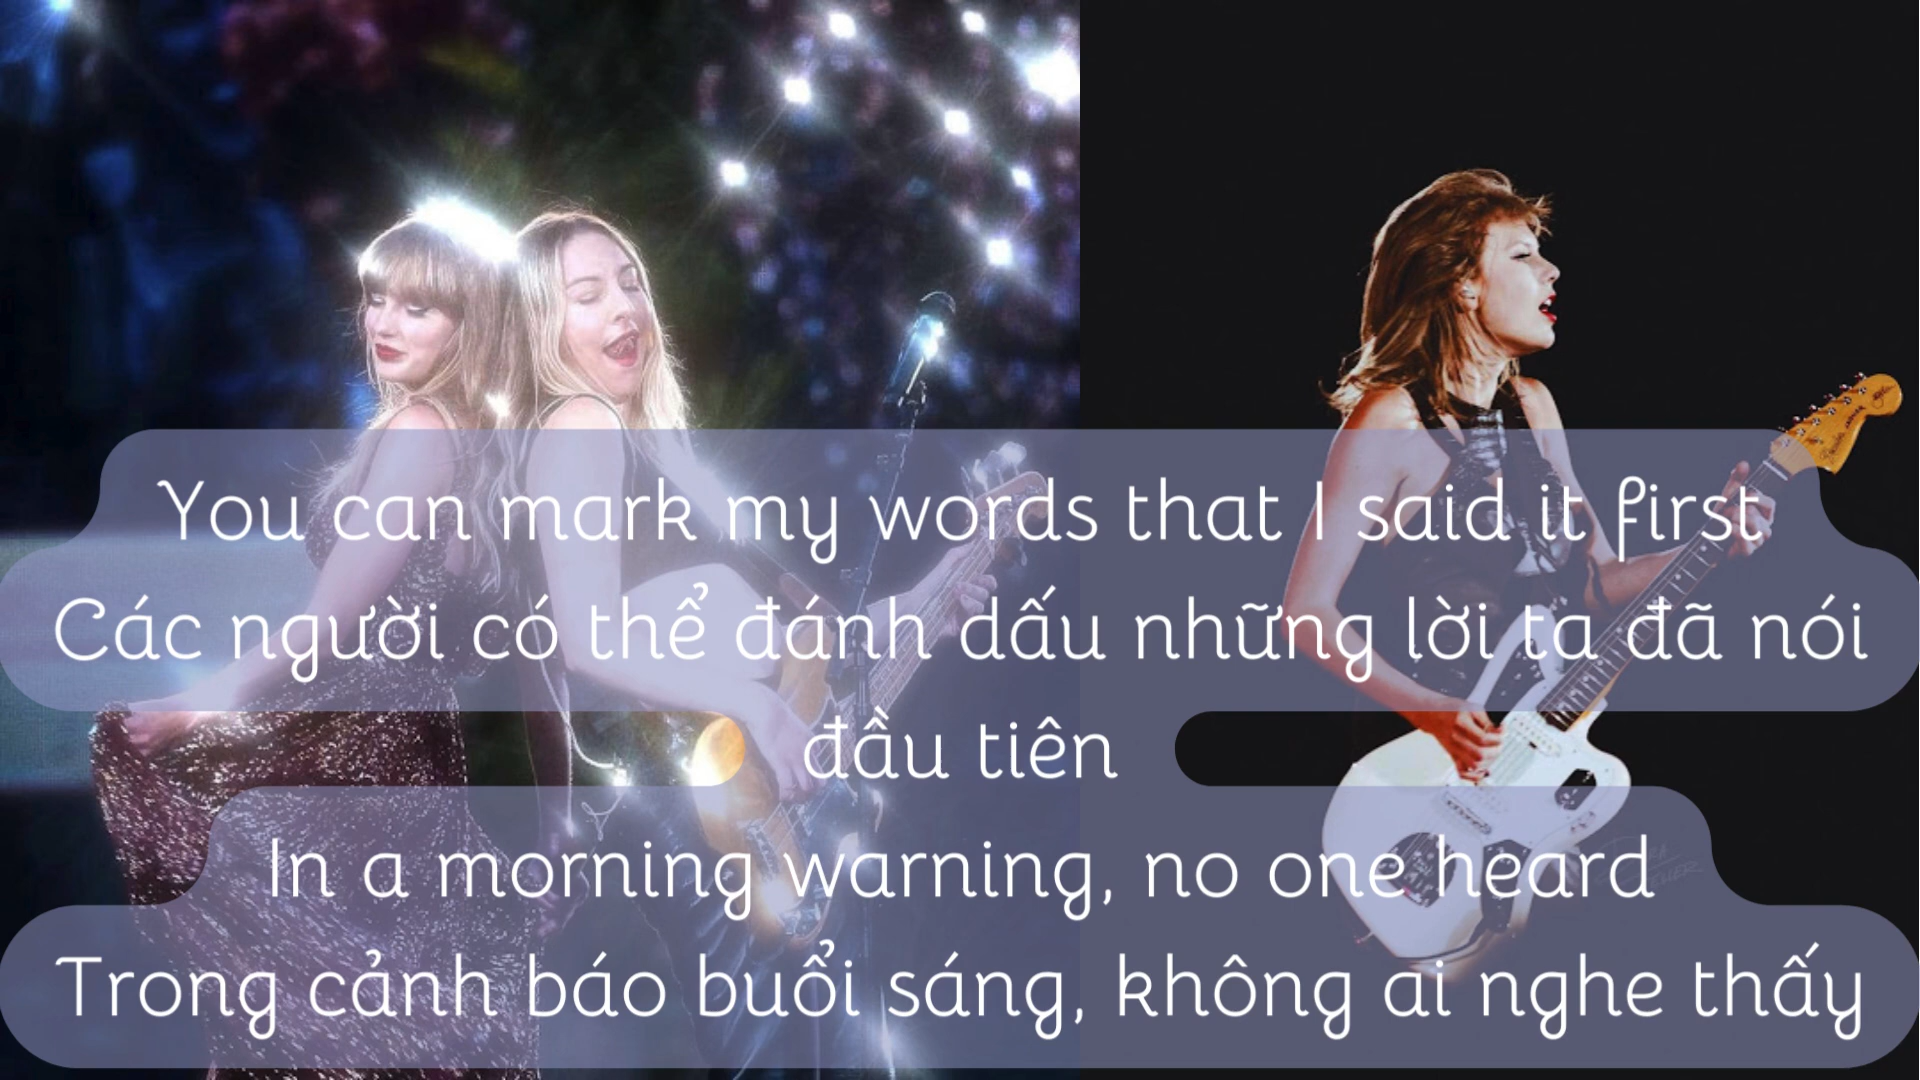 You can mark my words that I said it first
Các người có thể đánh dấu những lời ta đã nói
đầu tiên
In a morning warning, no one heard
Trong cảnh báo buổi sáng, không ai nghe thấy